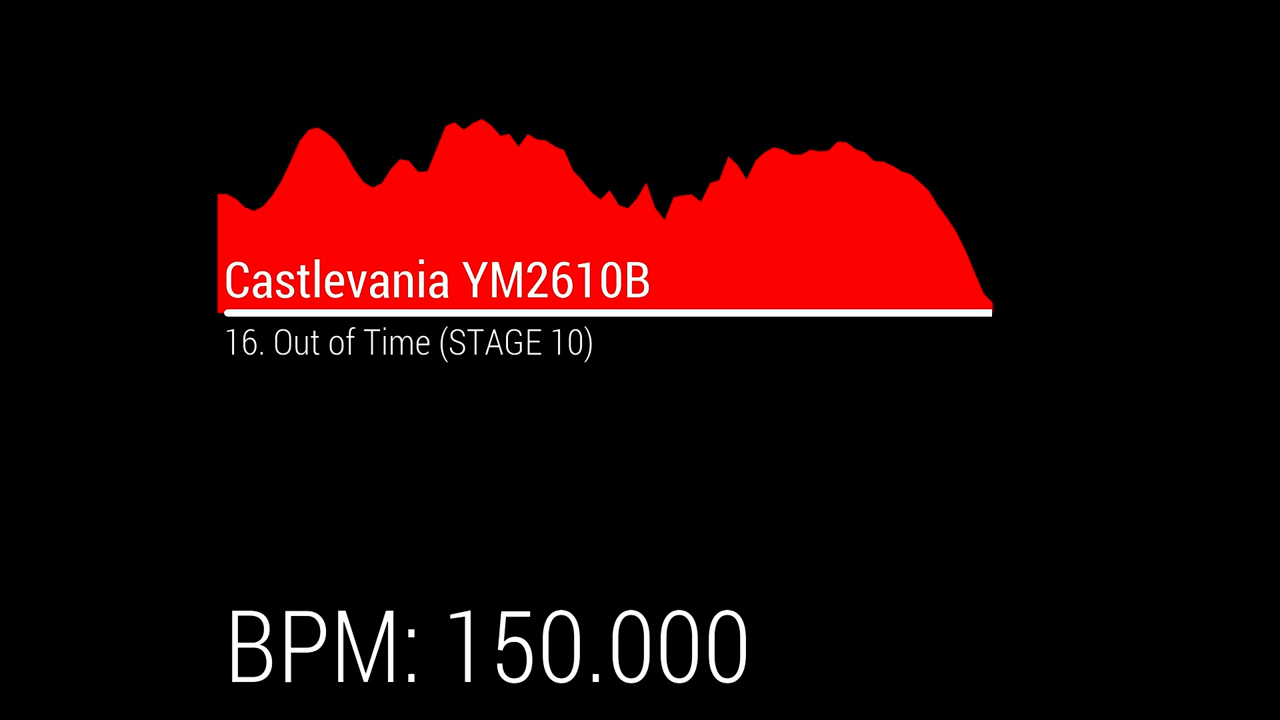 Castlevania YM2610B
16. Out of Time (STAGE 10)
BPM: 150.000